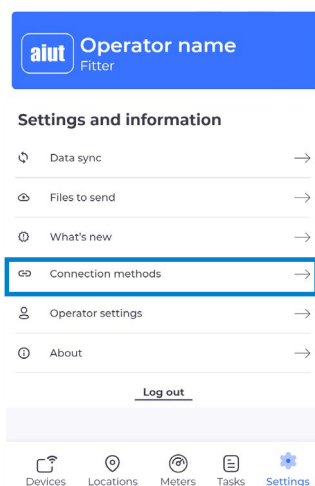 aiut
Operator name
Fitter
Settings and information
Data sync
Files to send
What's new
Connection methods
Operator settings
About
Log out
Devices
Locations
Meters
Tasks
Settings